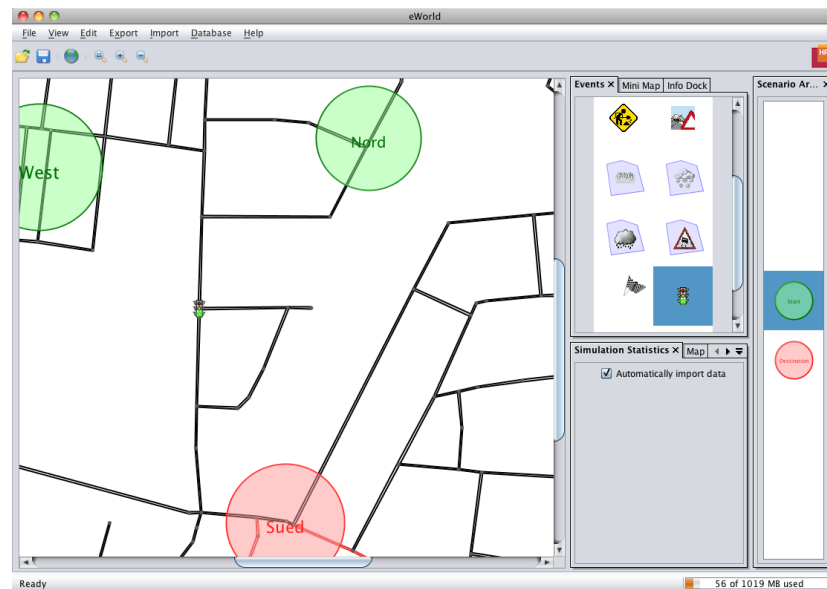 eWorld
File View Edit Export Import Database Help
HP
Events × Mini Map Info Dock
Scenario Ar... ×
West
Nord
Sued
Start
Destination
Simulation Statistics × Map
Automatically import data
Ready
56 of 1019 MB used